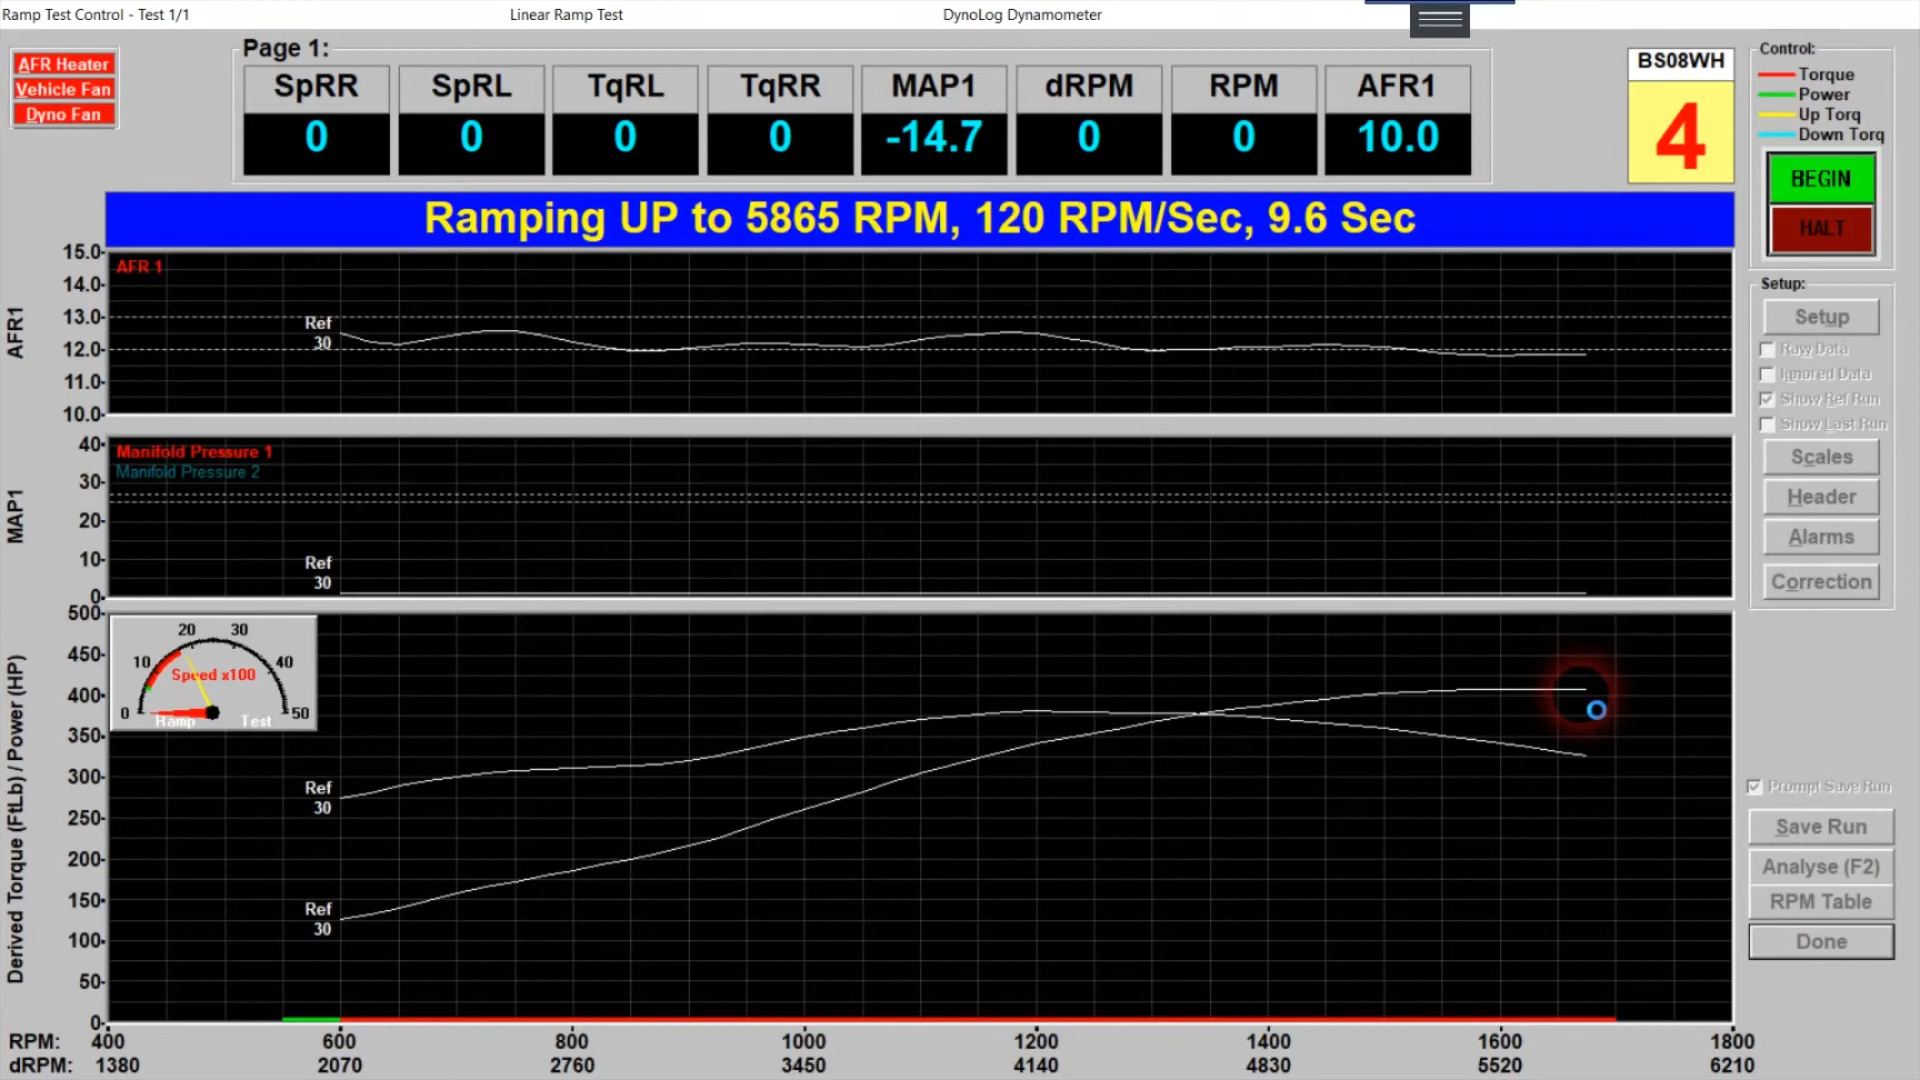 Ramp Test Control - Test 1/1
Linear Ramp Test
DynoLog Dynamometer
AFR Heater
Vehicle Fan
Dyno Fan
Page 1:
SpRR SpRL TqRL TqRR MAP1 dRPM RPM AFR1
0 0 0 0 -14.7 0 0 10.0
BS08WH
4
Control:
Torque
Power
Up Torq
Down Torq
BEGIN
HALT
Ramping UP to 5865 RPM, 120 RPM/Sec, 9.6 Sec
AFR1
15.0
14.0
13.0
12.0
11.0
10.0
AFR 1
Ref
30
MAP1
40
30
20
10
0
Manifold Pressure 1
Manifold Pressure 2
Ref
30
Derived Torque (FtLb) / Power (HP)
500
450
400
350
300
250
200
150
100
50
0
0 10 20 30 40 50
Speed x100
Ramp Test
Ref
30
Ref
30
RPM: 400 600 800 1000 1200 1400 1600 1800
dRPM: 1380 2070 2760 3450 4140 4830 5520 6210
Setup:
Setup
Raw Data
Ignored Data
Show Ref Run
Show Last Run
Scales
Header
Alarms
Correction
Prompt Save Run
Save Run
Analyse (F2)
RPM Table
Done